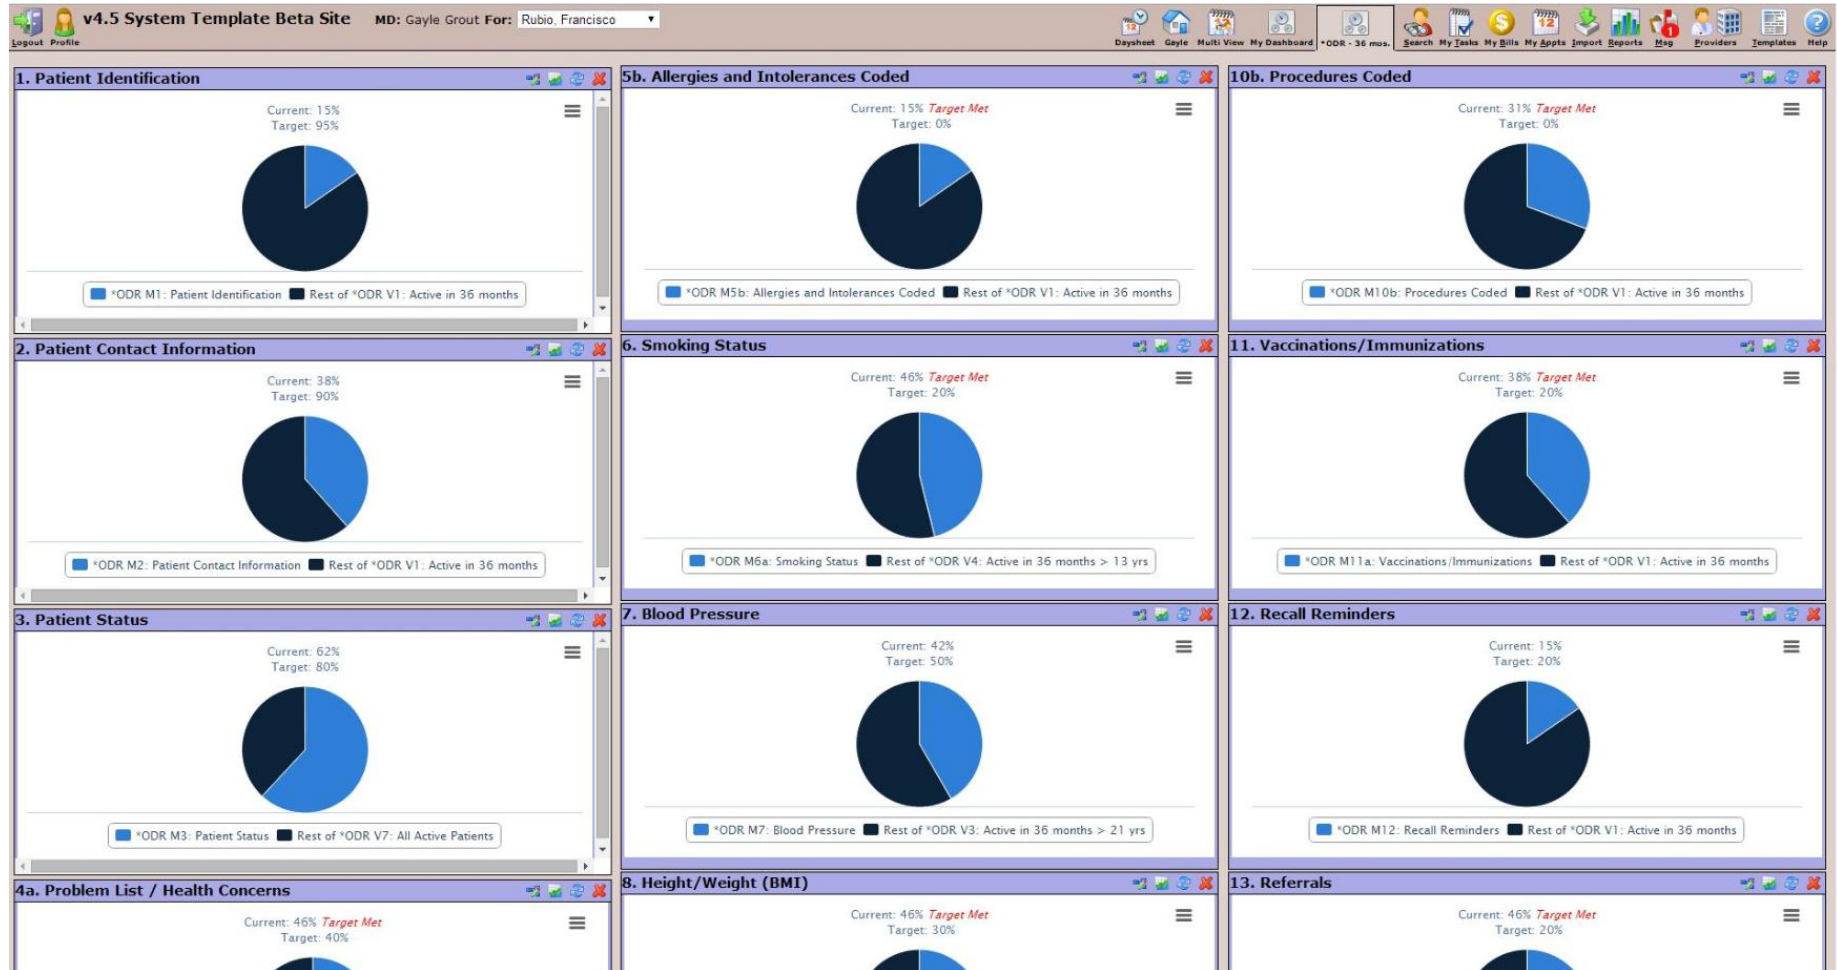 v4.5 System Template Beta Site MD: Gayle Grout For: Rubio, Francisco
Logout Profile
Daysheet Gayle Multi View My Dashboard *ODR - 36 mos. Search My Tasks My Bills My Appts Import Reports Msg Providers Templates Help
1. Patient Identification
Current: 15%
Target: 95%
*ODR M1: Patient Identification Rest of *ODR V1: Active in 36 months
2. Patient Contact Information
Current: 38%
Target: 90%
*ODR M2: Patient Contact Information Rest of *ODR V1: Active in 36 months
3. Patient Status
Current: 62%
Target: 80%
*ODR M3: Patient Status Rest of *ODR V7: All Active Patients
4a. Problem List / Health Concerns
Current: 46% Target Met
Target: 40%
5b. Allergies and Intolerances Coded
Current: 15% Target Met
Target: 0%
*ODR M5b: Allergies and Intolerances Coded Rest of *ODR V1: Active in 36 months
6. Smoking Status
Current: 46% Target Met
Target: 20%
*ODR M6a: Smoking Status Rest of *ODR V4: Active in 36 months > 13 yrs
7. Blood Pressure
Current: 42%
Target: 50%
*ODR M7: Blood Pressure Rest of *ODR V3: Active in 36 months > 21 yrs
8. Height/Weight (BMI)
Current: 46% Target Met
Target: 30%
10b. Procedures Coded
Current: 31% Target Met
Target: 0%
*ODR M10b: Procedures Coded Rest of *ODR V1: Active in 36 months
11. Vaccinations/Immunizations
Current: 38% Target Met
Target: 20%
*ODR M11a: Vaccinations/Immunizations Rest of *ODR V1: Active in 36 months
12. Recall Reminders
Current: 15%
Target: 20%
*ODR M12: Recall Reminders Rest of *ODR V1: Active in 36 months
13. Referrals
Current: 46% Target Met
Target: 20%